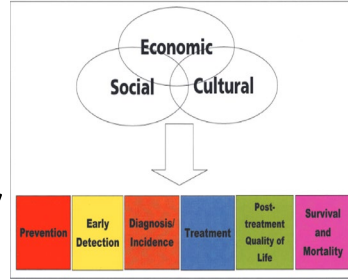 Economic
Social
Cultural
Prevention
Early
Detection
Diagnosis/
Incidence
Treatment
Post-
treatment
Quality of
Life
Survival
and
Mortality